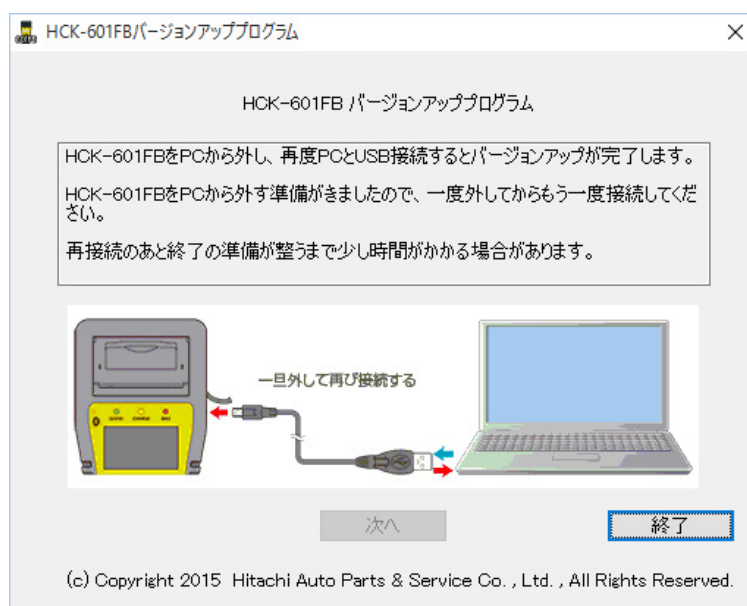 HCK-601FBバージョンアッププログラム
HCK-601FB バージョンアッププログラム
HCK-601FBをPCから外し、再度PCとUSB接続するとバージョンアップが完了します。
HCK-601FBをPCから外す準備がきましたので、一度外してからもう一度接続してくだ
さい。
再接続のあと終了の準備が整うまで少し時間がかかる場合があります。
一旦外して再び接続する
次へ
終了
(c) Copyright 2015 Hitachi Auto Parts & Service Co. , Ltd. , All Rights Reserved.